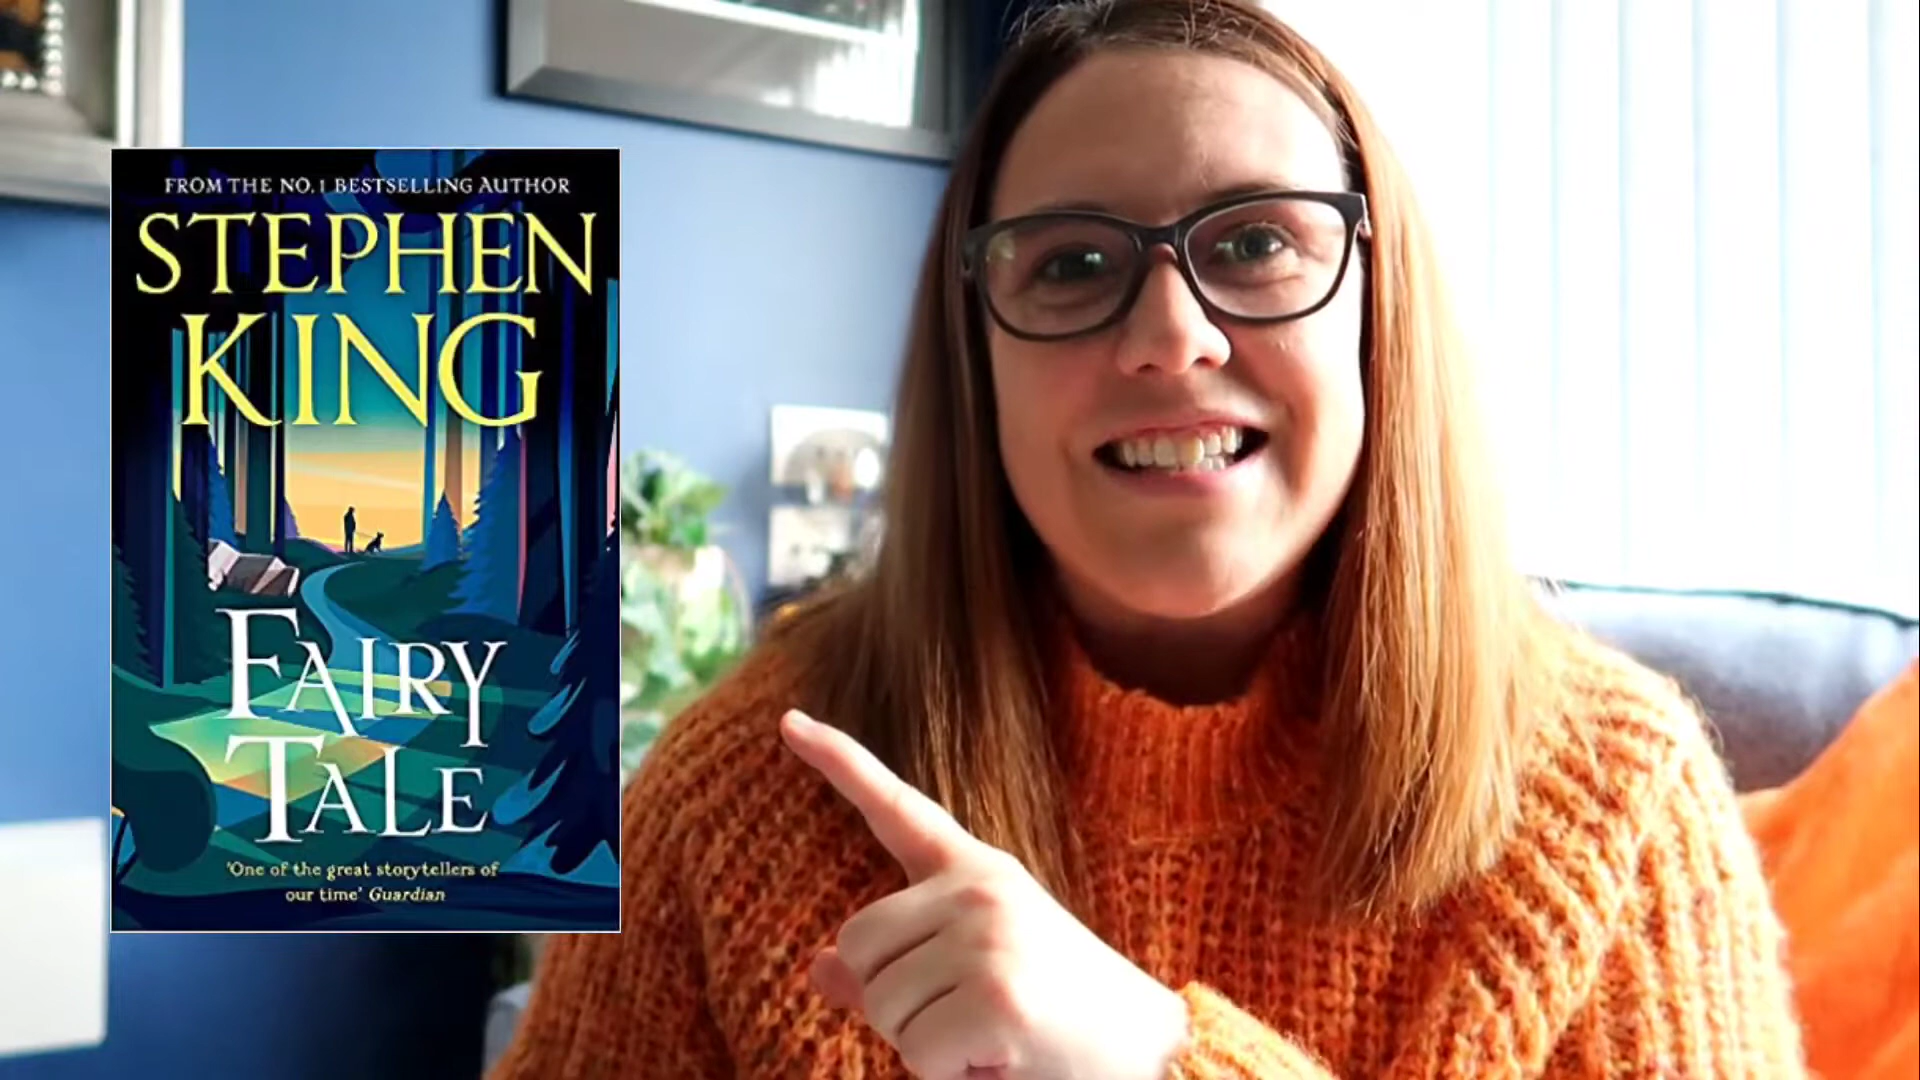 FROM THE NO.1 BESTSELLING AUTHOR
STEPHEN
KING
FAIRY
TALE
'One of the great storytellers of
our time' Guardian